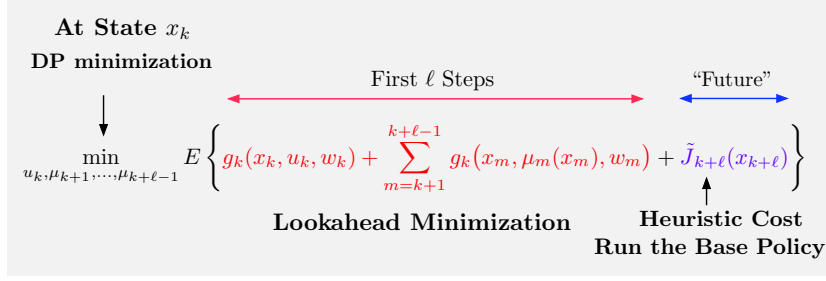 At State $x_k$
DP minimization
First $\ell$ Steps
“Future”
$\min_{u_k,\mu_{k+1},\ldots,\mu_{k+\ell-1}} E\left\{g_k(x_k,u_k,w_k)+\sum_{m=k+1}^{k+\ell-1} g_k\big(x_m,\mu_m(x_m),w_m\big)+\tilde{J}_{k+\ell}(x_{k+\ell})\right\}$
Lookahead Minimization
Heuristic Cost
Run the Base Policy